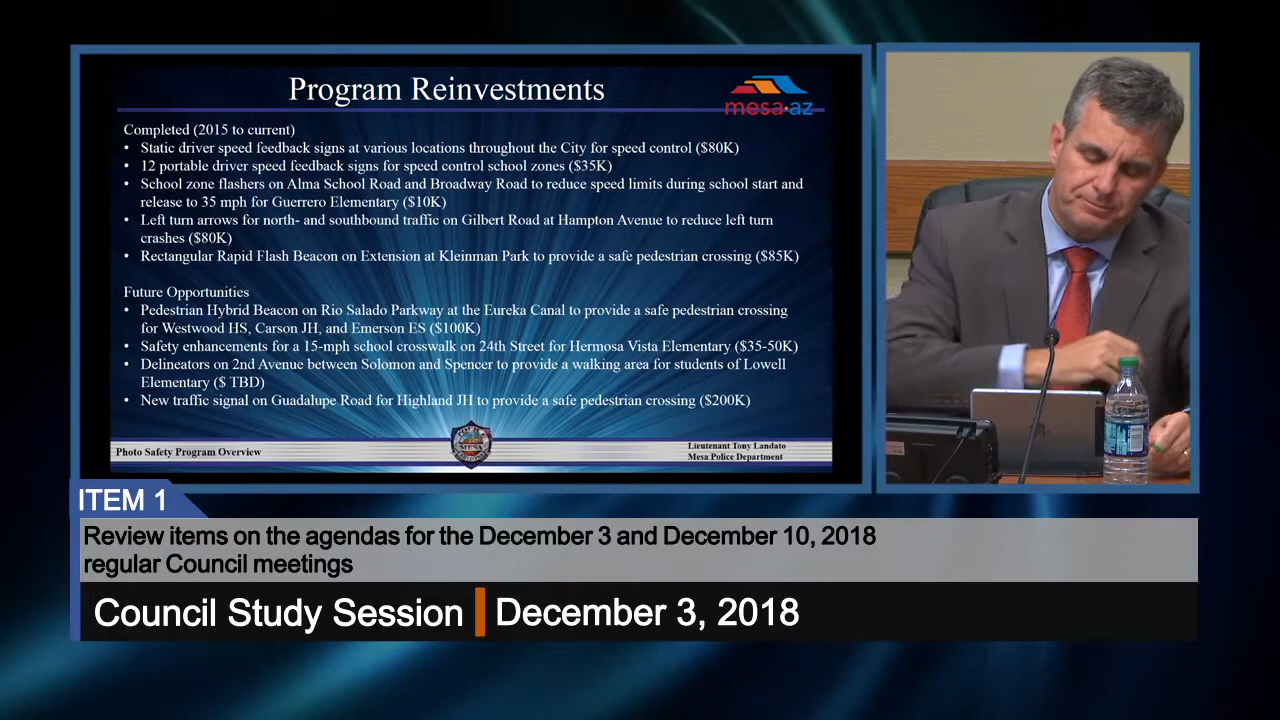 Program Reinvestments
mesa·az
Completed (2015 to current)
• Static driver speed feedback signs at various locations throughout the City for speed control ($80K)
• 12 portable driver speed feedback signs for speed control school zones ($35K)
• School zone flashers on Alma School Road and Broadway Road to reduce speed limits during school start and
release to 35 mph for Guerrero Elementary ($10K)
• Left turn arrows for north- and southbound traffic on Gilbert Road at Hampton Avenue to reduce left turn
crashes ($80K)
• Rectangular Rapid Flash Beacon on Extension at Kleinman Park to provide a safe pedestrian crossing ($85K)
Future Opportunities
• Pedestrian Hybrid Beacon on Rio Salado Parkway at the Eureka Canal to provide a safe pedestrian crossing
for Westwood HS, Carson JH, and Emerson ES ($100K)
• Safety enhancements for a 15-mph school crosswalk on 24th Street for Hermosa Vista Elementary ($35-50K)
• Delineators on 2nd Avenue between Solomon and Spencer to provide a walking area for students of Lowell
Elementary ($ TBD)
• New traffic signal on Guadalupe Road for Highland JH to provide a safe pedestrian crossing ($200K)
Photo Safety Program Overview
MESA
Lieutenant Tony Landato
Mesa Police Department
ITEM 1
Review items on the agendas for the December 3 and December 10, 2018
regular Council meetings
Council Study Session
December 3, 2018